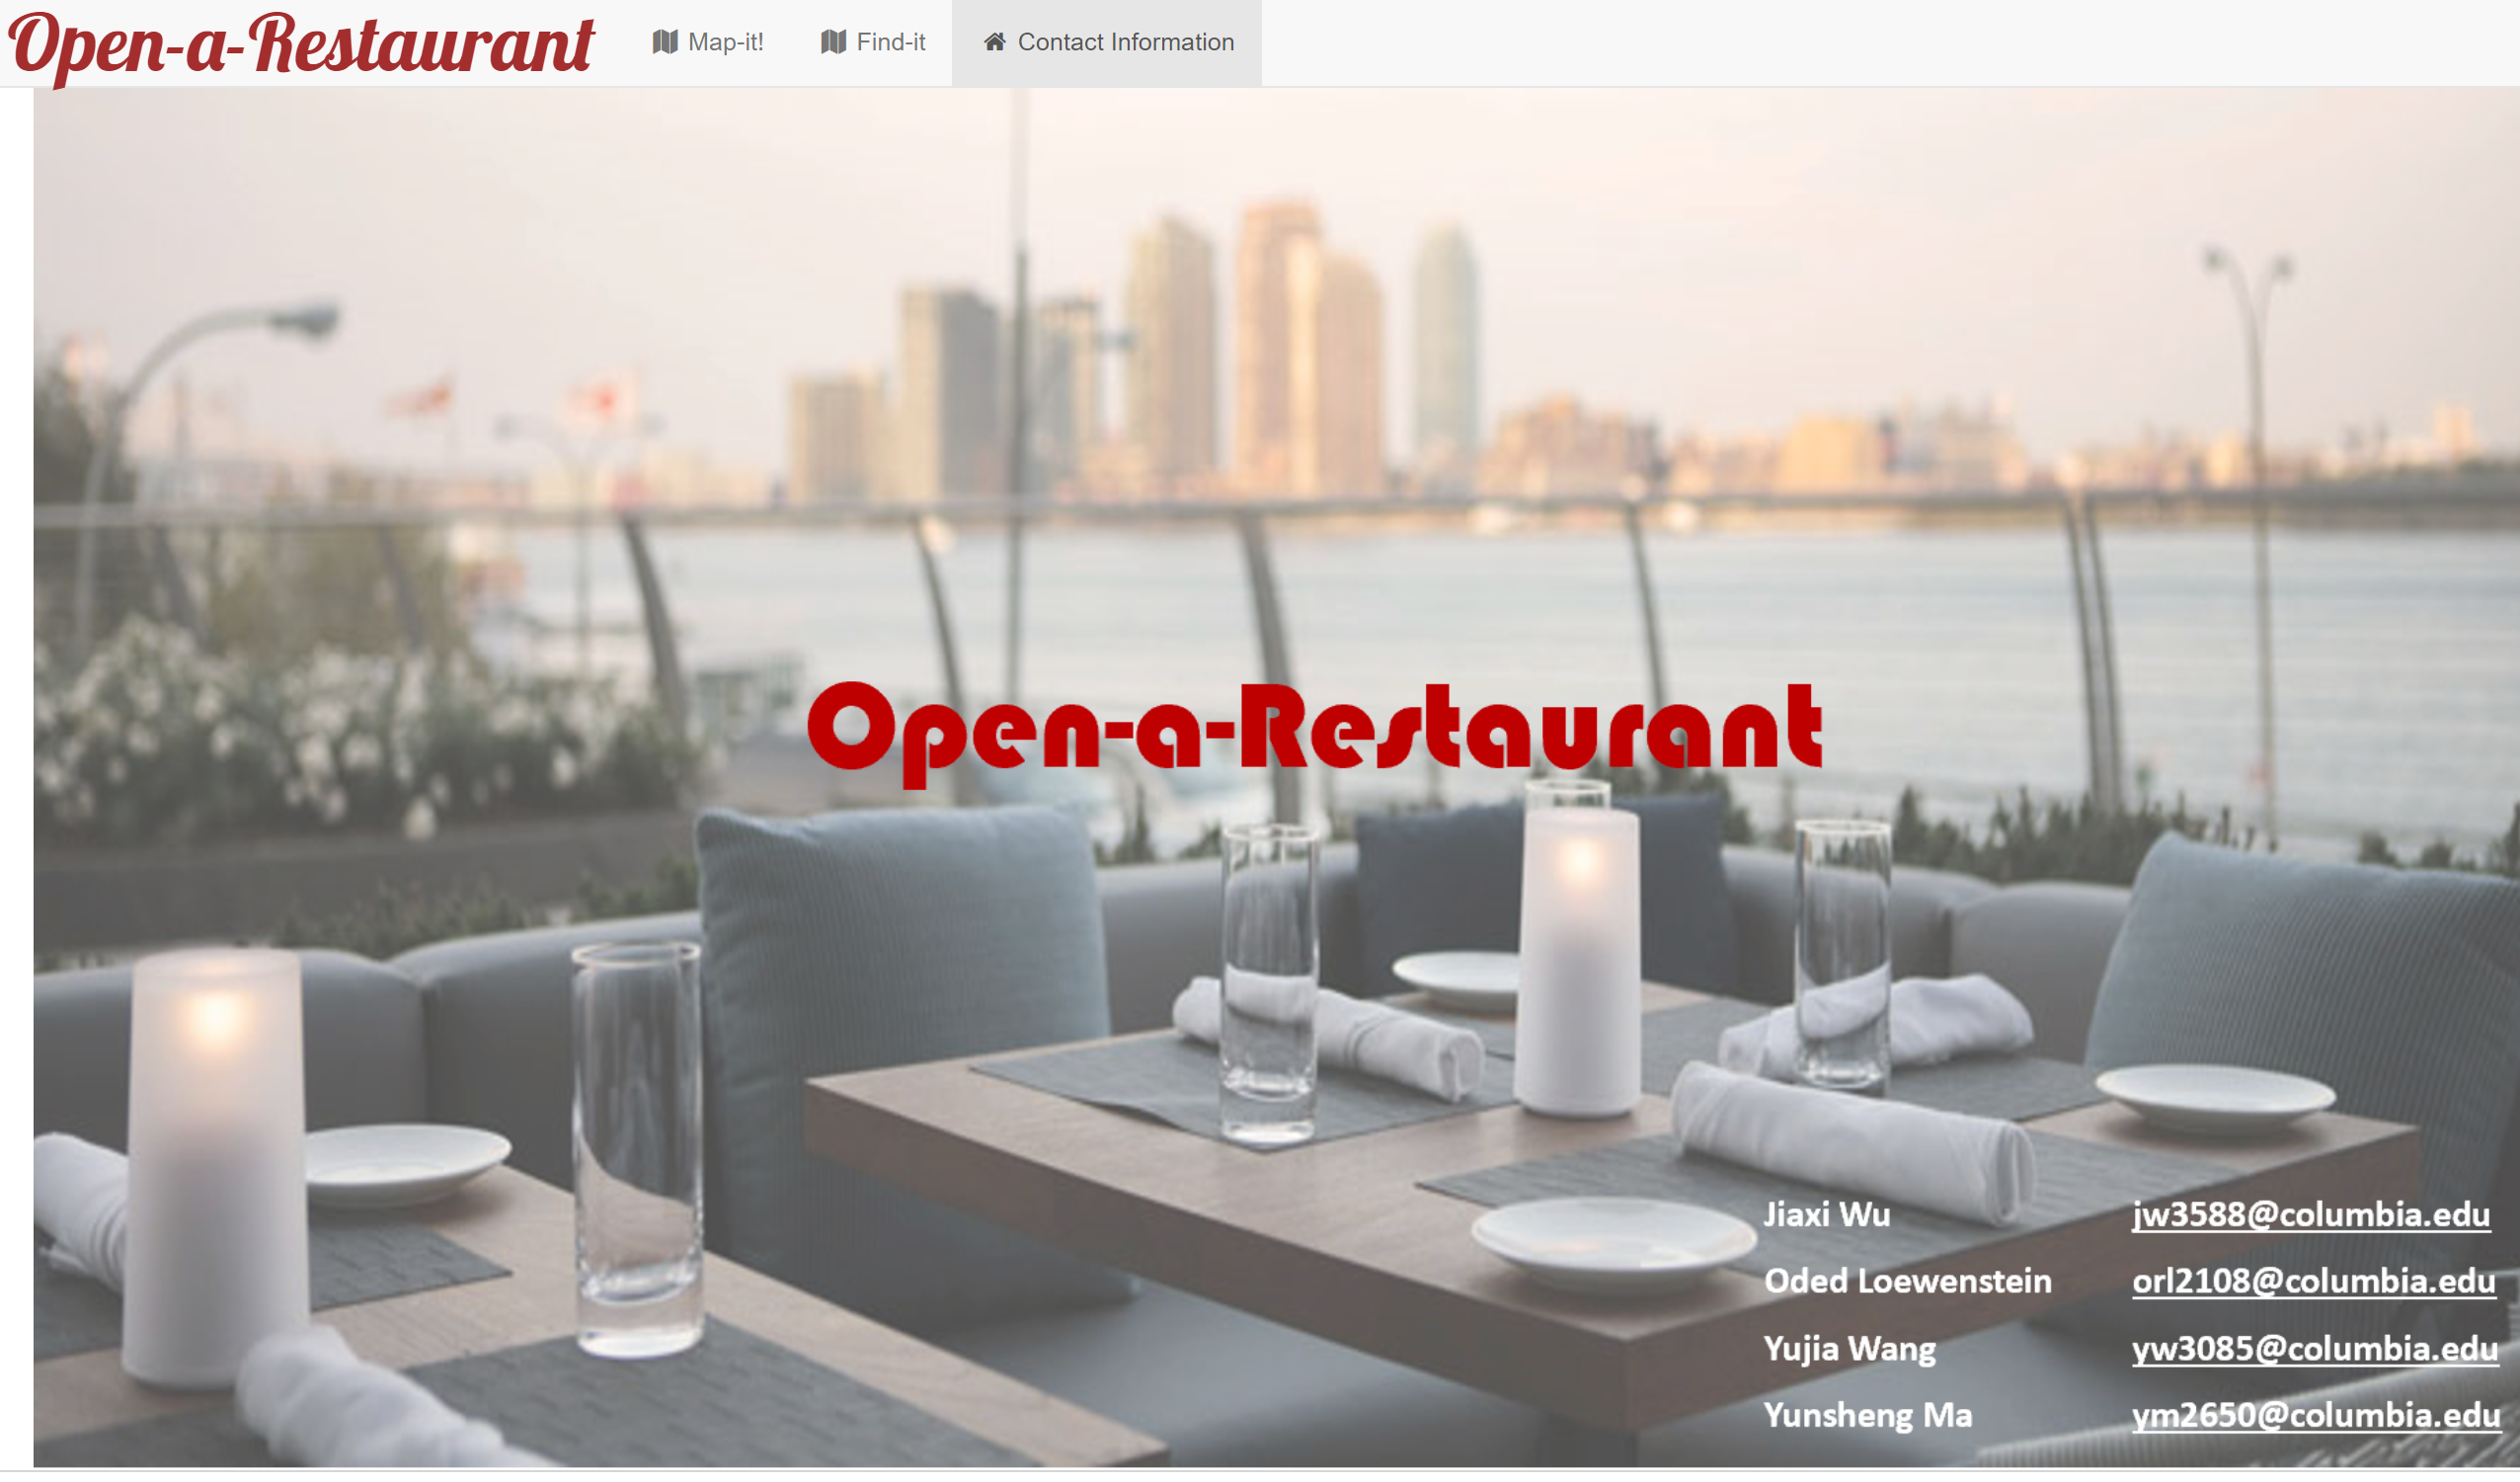 Open-a-Restaurant Map-it! Find-it Contact Information
Open-a-Restaurant
Jiaxi Wu jw3588@columbia.edu
Oded Loewenstein orl2108@columbia.edu
Yujia Wang yw3085@columbia.edu
Yunsheng Ma ym2650@columbia.edu